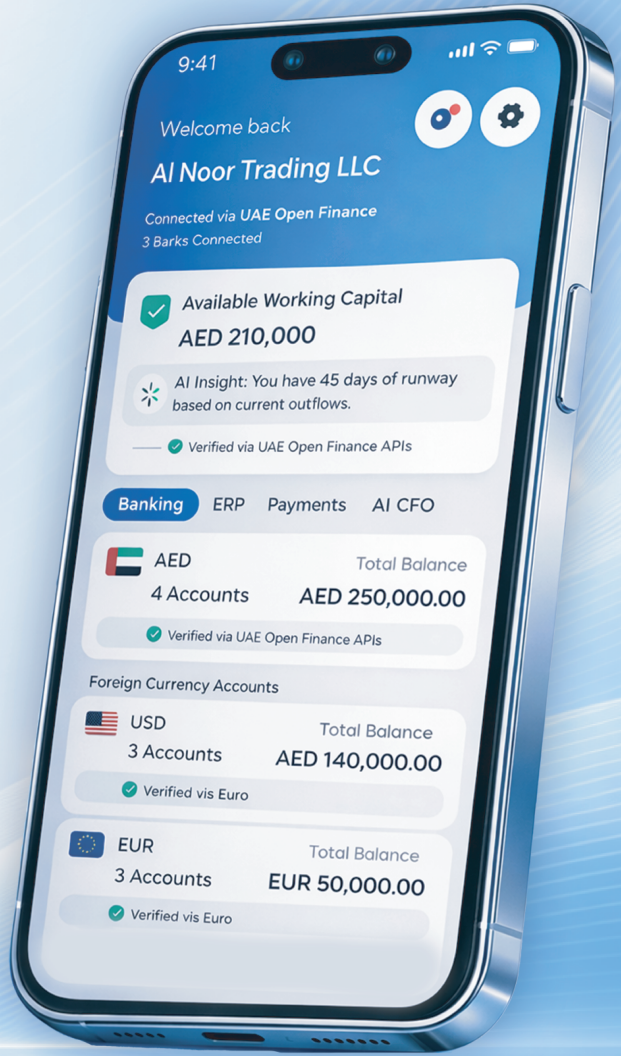 9:41
Welcome back
Al Noor Trading LLC
Connected via UAE Open Finance
3 Barks Connected
Available Working Capital
AED 210,000
AI Insight: You have 45 days of runway
based on current outflows.
Verified via UAE Open Finance APIs
Banking ERP Payments AI CFO
AED Total Balance
4 Accounts AED 250,000.00
Verified via UAE Open Finance APIs
Foreign Currency Accounts
USD Total Balance
3 Accounts AED 140,000.00
Verified vis Euro
EUR Total Balance
3 Accounts EUR 50,000.00
Verified vis Euro